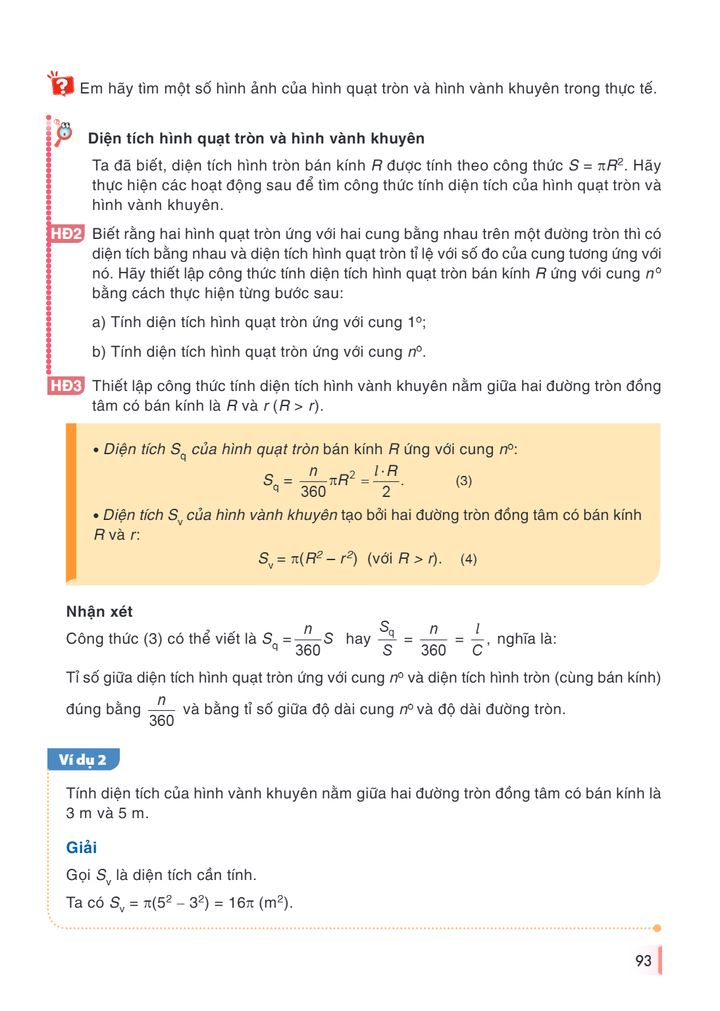 Em hãy tìm một số hình ảnh của hình quạt tròn và hình vành khuyên trong thực tế.
Diện tích hình quạt tròn và hình vành khuyên
Ta đã biết, diện tích hình tròn bán kính R được tính theo công thức S = πR². Hãy
thực hiện các hoạt động sau để tìm công thức tính diện tích của hình quạt tròn và
hình vành khuyên.
HĐ2 Biết rằng hai hình quạt tròn ứng với hai cung bằng nhau trên một đường tròn thì có
diện tích bằng nhau và diện tích hình quạt tròn tỉ lệ với số đo của cung tương ứng với
nó. Hãy thiết lập công thức tính diện tích hình quạt tròn bán kính R ứng với cung nº
bằng cách thực hiện từng bước sau:
a) Tính diện tích hình quạt tròn ứng với cung 1º;
b) Tính diện tích hình quạt tròn ứng với cung nº.
HĐ3 Thiết lập công thức tính diện tích hình vành khuyên nằm giữa hai đường tròn đồng
tâm có bán kính là R và r (R > r).
• Diện tích S_q của hình quạt tròn bán kính R ứng với cung nº:
S_q = n/360 πR² = l·R/2. (3)
• Diện tích S_v của hình vành khuyên tạo bởi hai đường tròn đồng tâm có bán kính
R và r:
S_v = π(R² – r²) (với R > r). (4)
Nhận xét
Công thức (3) có thể viết là S_q = n/360 S hay S_q/S = n/360 = l/C, nghĩa là:
Tỉ số giữa diện tích hình quạt tròn ứng với cung nº và diện tích hình tròn (cùng bán kính)
đúng bằng n/360 và bằng tỉ số giữa độ dài cung nº và độ dài đường tròn.
Ví dụ 2
Tính diện tích của hình vành khuyên nằm giữa hai đường tròn đồng tâm có bán kính là
3 m và 5 m.
Giải
Gọi S_v là diện tích cần tính.
Ta có S_v = π(5² – 3²) = 16π (m²).
93